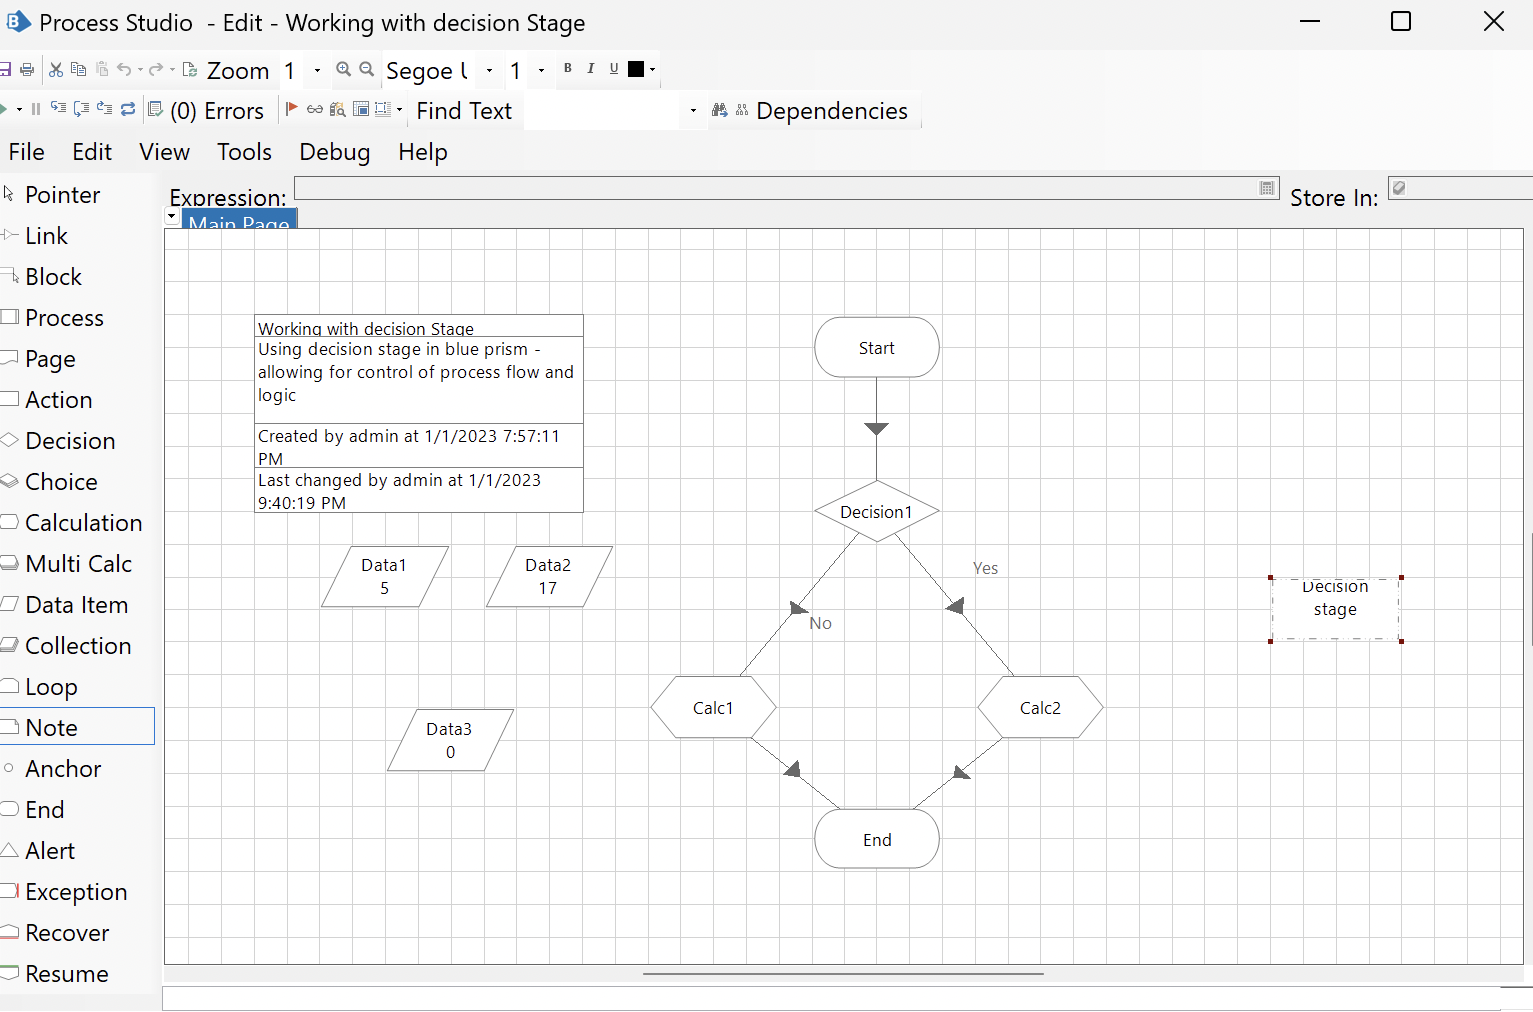 Process Studio - Edit - Working with decision Stage
Zoom 1 Segoe U 1 B I U
(0) Errors Find Text Dependencies
File Edit View Tools Debug Help
Expression: Store In:
Main Page
Pointer
Link
Block
Process
Page
Action
Decision
Choice
Calculation
Multi Calc
Data Item
Collection
Loop
Note
Anchor
End
Alert
Exception
Recover
Resume
Working with decision Stage
Using decision stage in blue prism -
allowing for control of process flow and
logic
Created by admin at 1/1/2023 7:57:11
PM
Last changed by admin at 1/1/2023
9:40:19 PM
Data1
5
Data2
17
Data3
0
Start
Decision1
Yes
No
Calc1
Calc2
End
Decision
stage